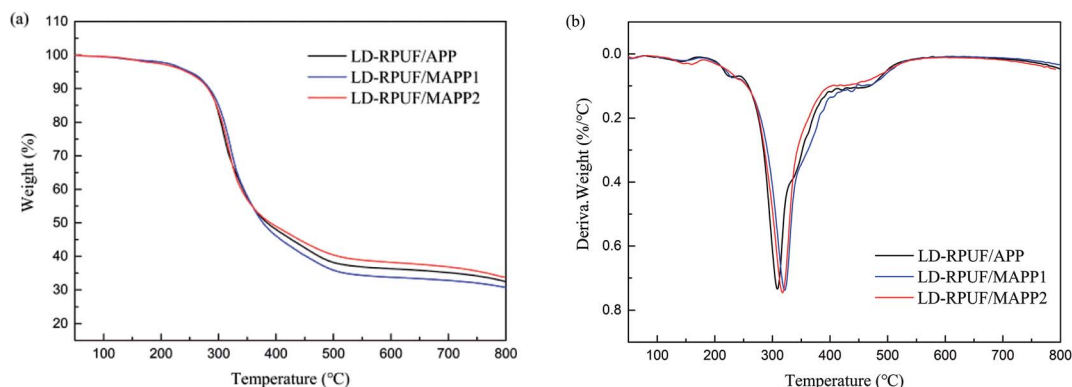 (a)
110
100
90
80
70
60
50
40
30
20
Weight (%)
LD-RPUF/APP
LD-RPUF/MAPP1
LD-RPUF/MAPP2
100 200 300 400 500 600 700 800
Temperature (℃)
(b)
0.0
0.2
0.4
0.6
0.8
Deriva.Weight (%/℃)
LD-RPUF/APP
LD-RPUF/MAPP1
LD-RPUF/MAPP2
100 200 300 400 500 600 700 800
Temperature (℃)